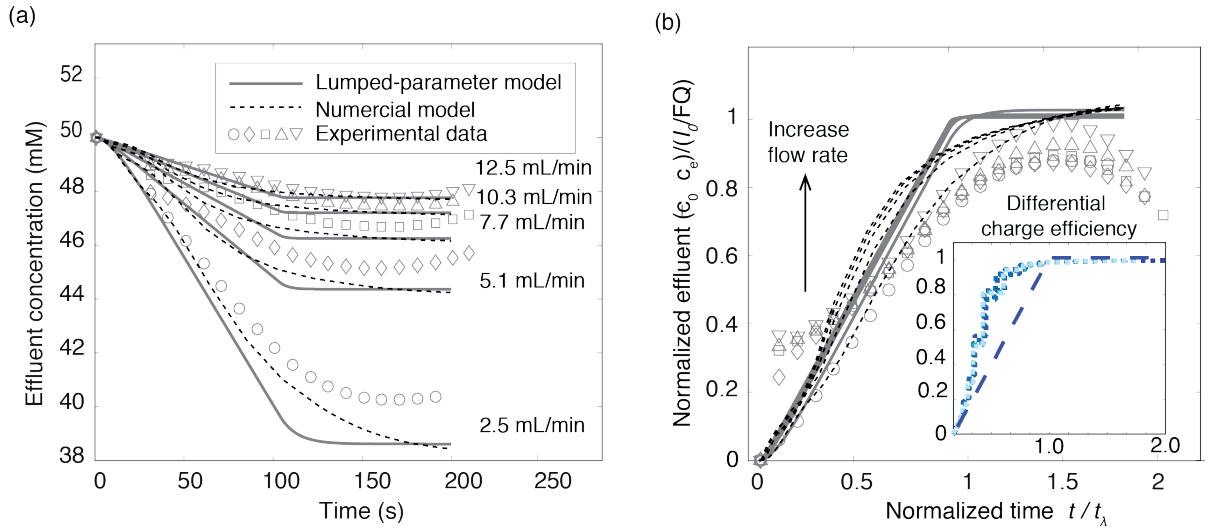 (a)
52
50
48
46
44
42
40
38
Effluent concentration (mM)
Lumped-parameter model
Numercial model
Experimental data
12.5 mL/min
10.3 mL/min
7.7 mL/min
5.1 mL/min
2.5 mL/min
0
50
100
150
200
250
Time (s)
(b)
1
0.8
0.6
0.4
0.2
0
Normalized effluent (c₀ cₑ)/(I₀/FQ)
Increase
flow rate
Differential
charge efficiency
1
0.8
0.6
0.4
0.2
0
1.0
2.0
0
0.5
1
1.5
2
Normalized time t / t_λ